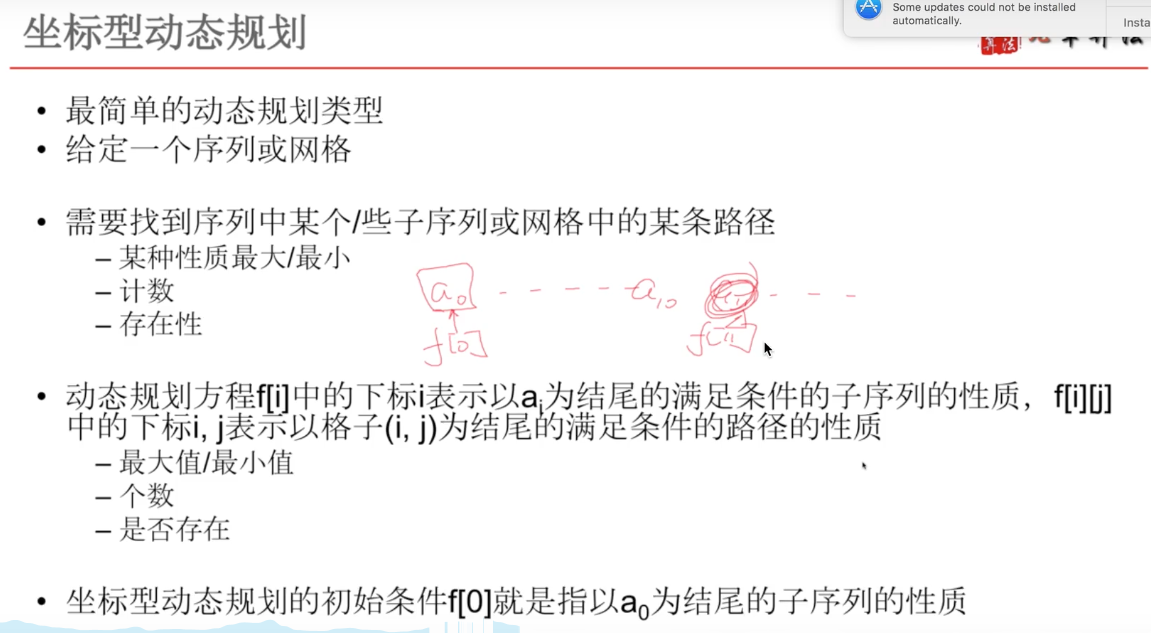 坐标型动态规划
Some updates could not be installed
automatically.
Insta
算法
• 最简单的动态规划类型
• 给定一个序列或网格
• 需要找到序列中某个/些子序列或网格中的某条路径
– 某种性质最大/最小
– 计数
– 存在性
a₀ - - - - - a₁₀ - - -
f[0] f[11]
• 动态规划方程f[i]中的下标i表示以aᵢ为结尾的满足条件的子序列的性质，f[i][j]
中的下标i, j表示以格子(i, j)为结尾的满足条件的路径的性质
– 最大值/最小值
– 个数
– 是否存在
• 坐标型动态规划的初始条件f[0]就是指以a₀为结尾的子序列的性质